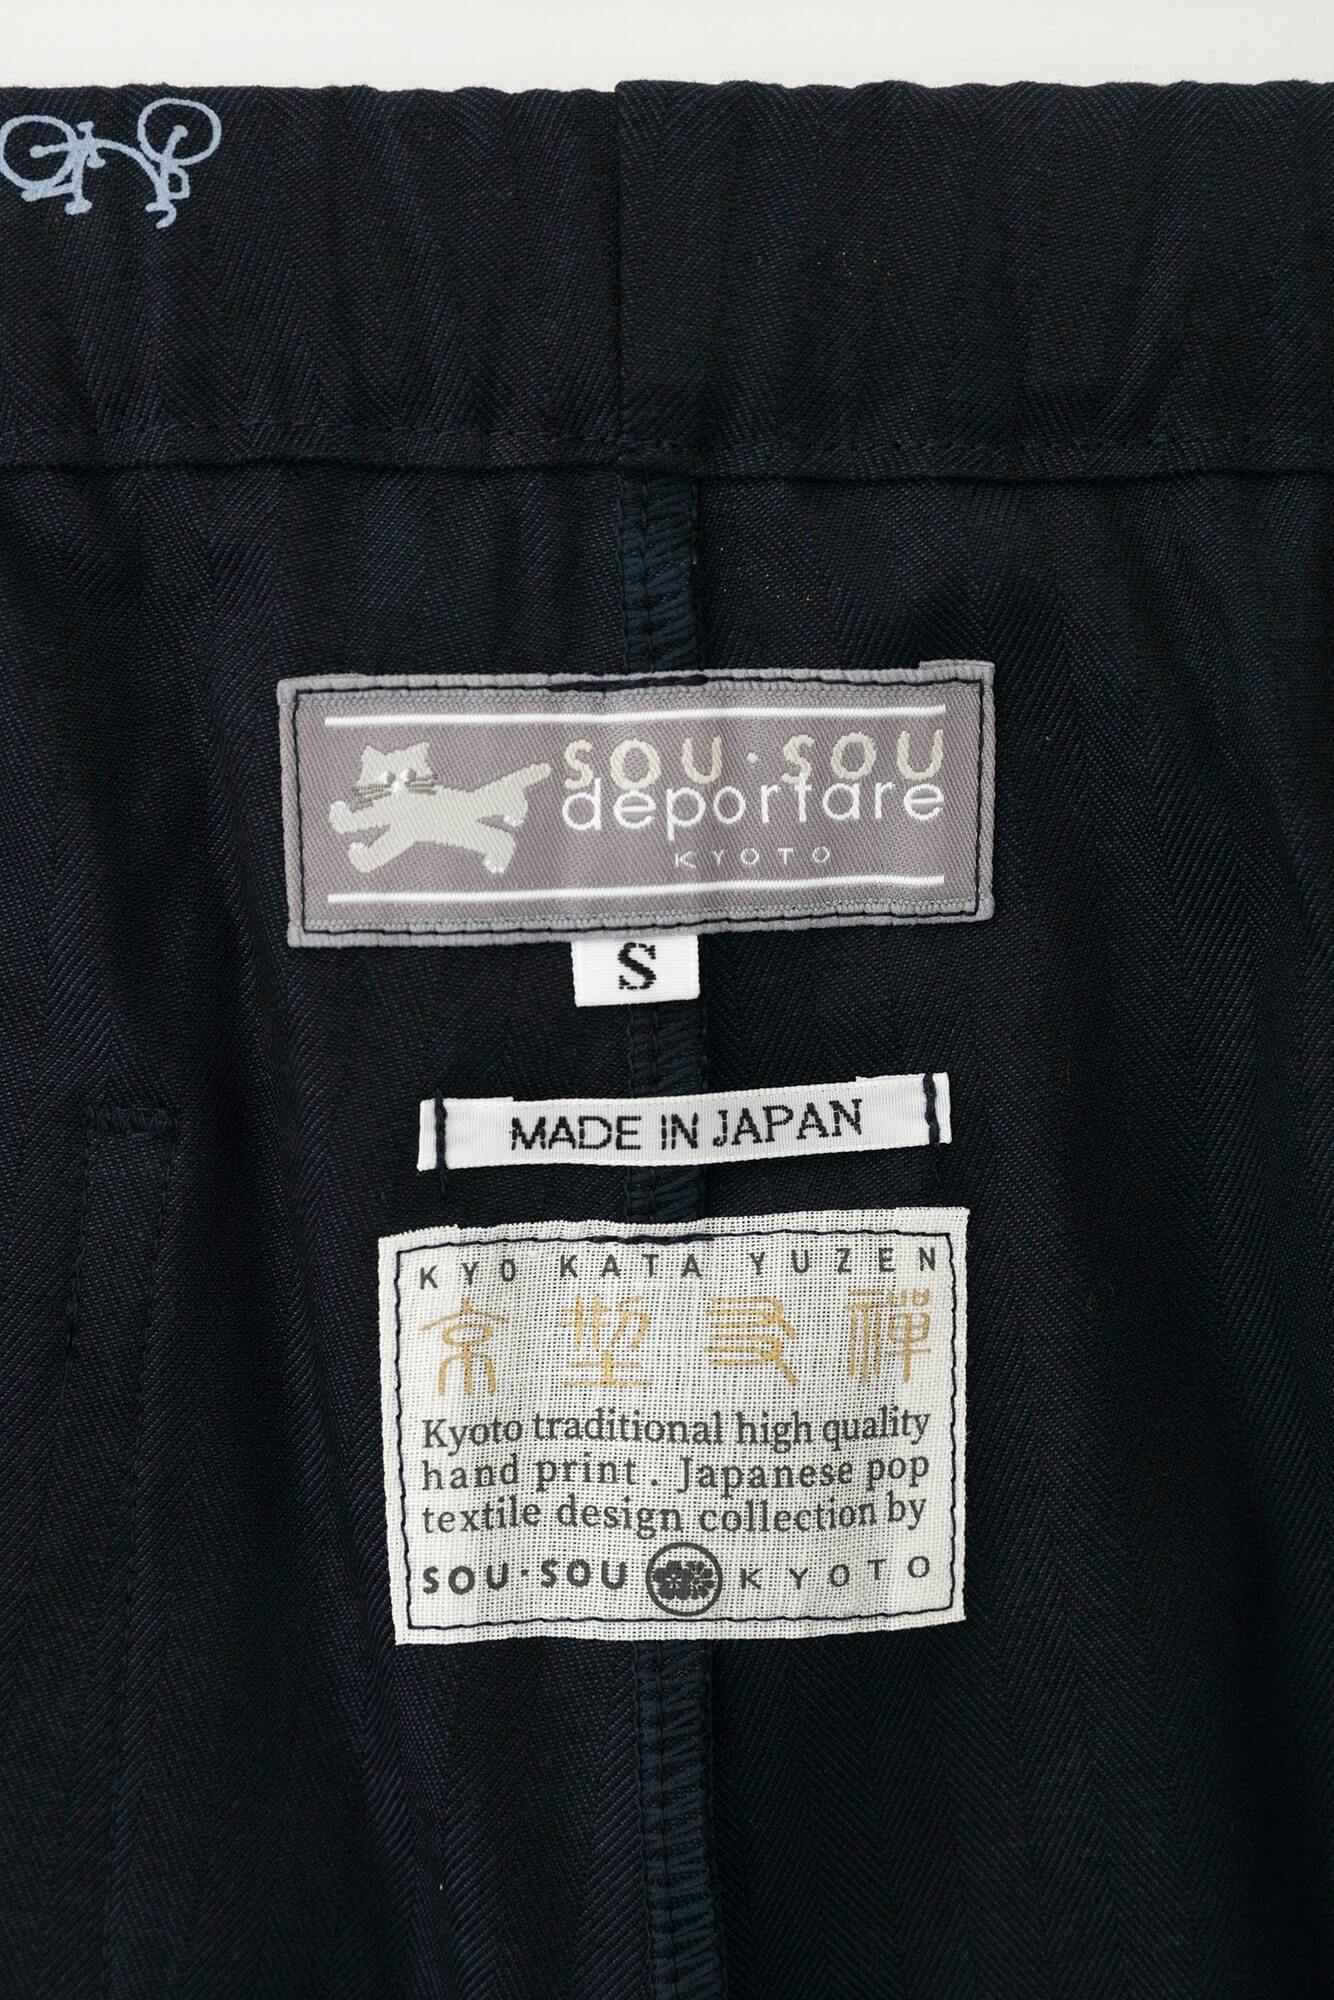 SOU・SOU
deportare
KYOTO
S
MADE IN JAPAN
KYO KATA YUZEN
京型友禅
Kyoto traditional high quality
hand print. Japanese pop
textile design collection by
SOU・SOU KYOTO